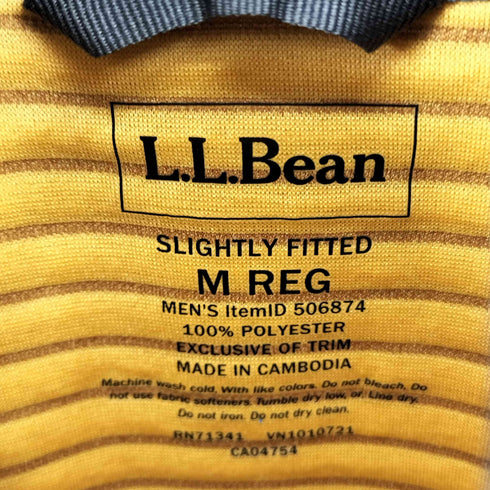 L.L.Bean
SLIGHTLY FITTED
M REG
MEN'S ItemID 506874
100% POLYESTER
EXCLUSIVE OF TRIM
MADE IN CAMBODIA
Machine wash cold. With like colors. Do not bleach. Do
not use fabric softeners. Tumble dry low, or, Line dry.
Do not iron. Do not dry clean.
RN71341 VN1010721
CA04754